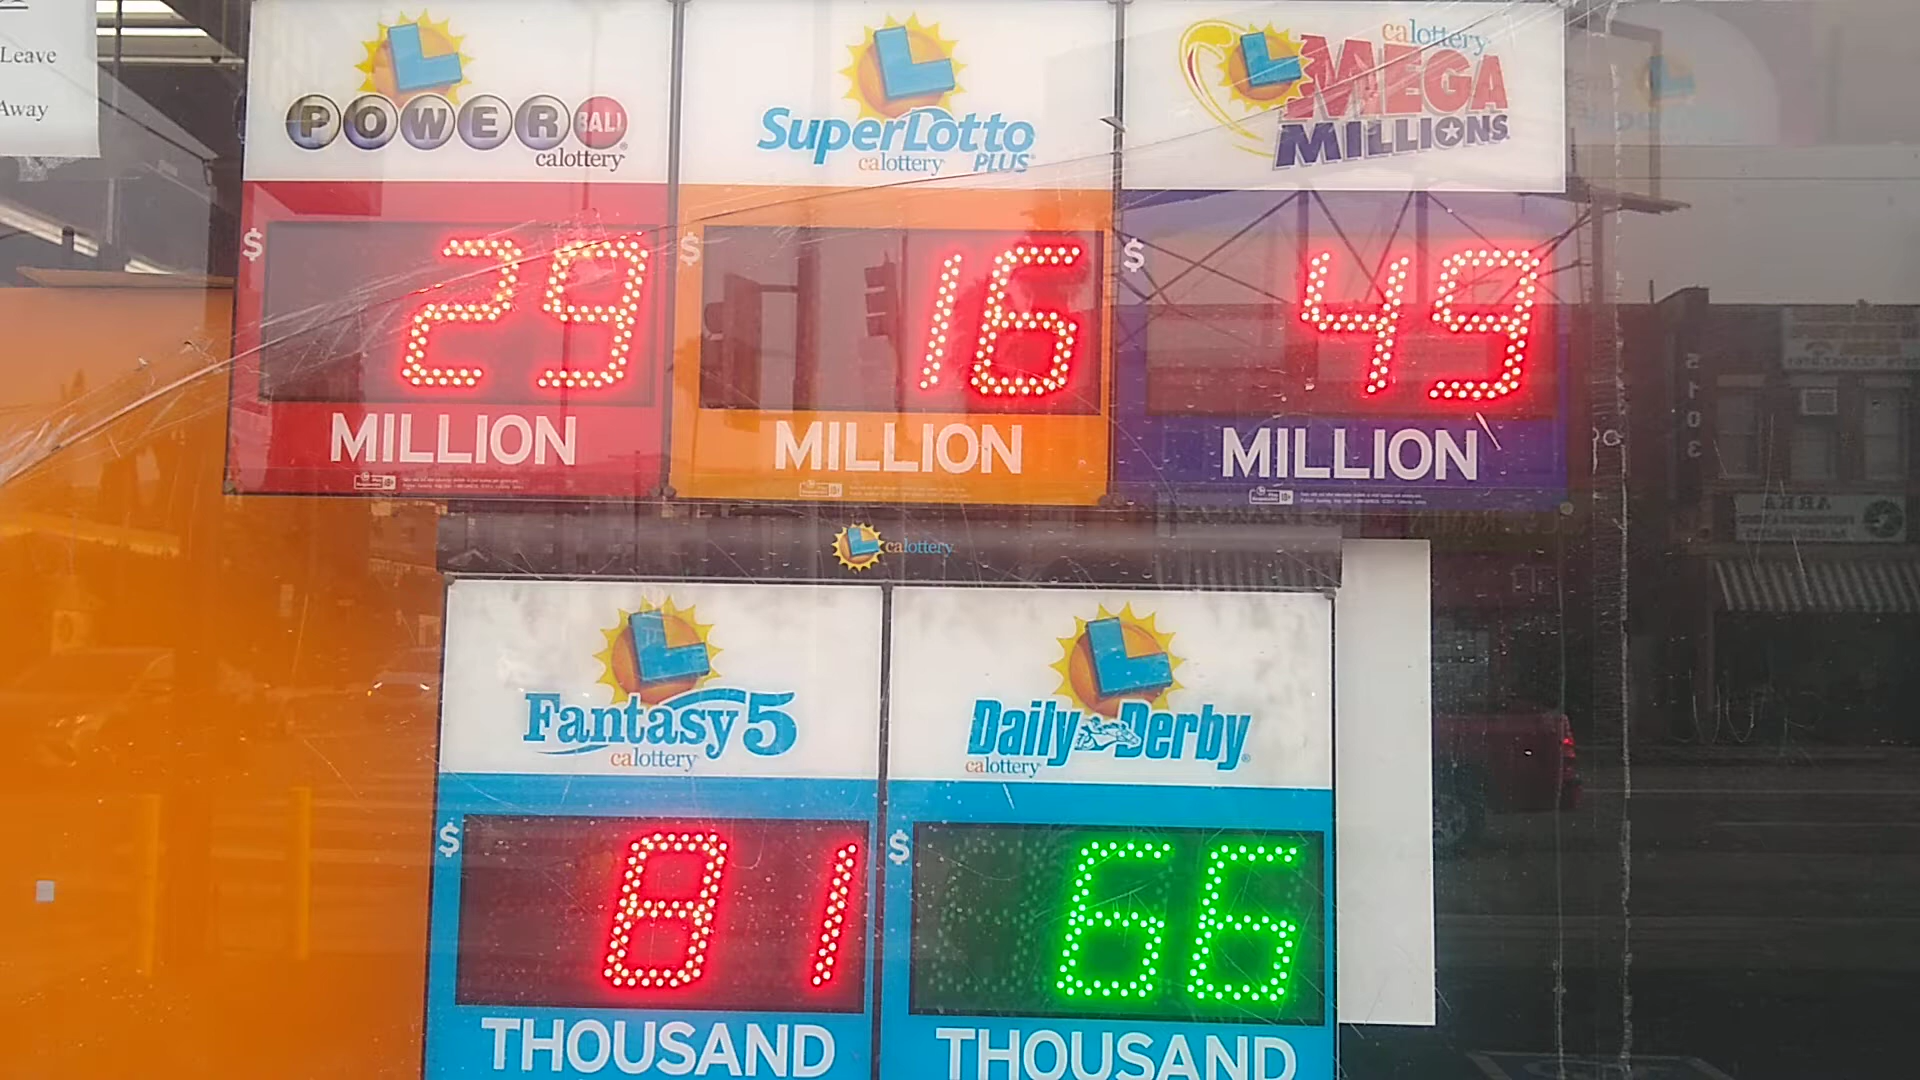 Leave
Away
POWERBALL
calottery
SuperLotto
calottery PLUS
calottery
MEGA
MILLIONS
$ 29
$ 16
$ 49
MILLION
MILLION
MILLION
calottery
Fantasy 5
calottery
Daily Derby
calottery
$ 81
$ 66
THOUSAND
THOUSAND